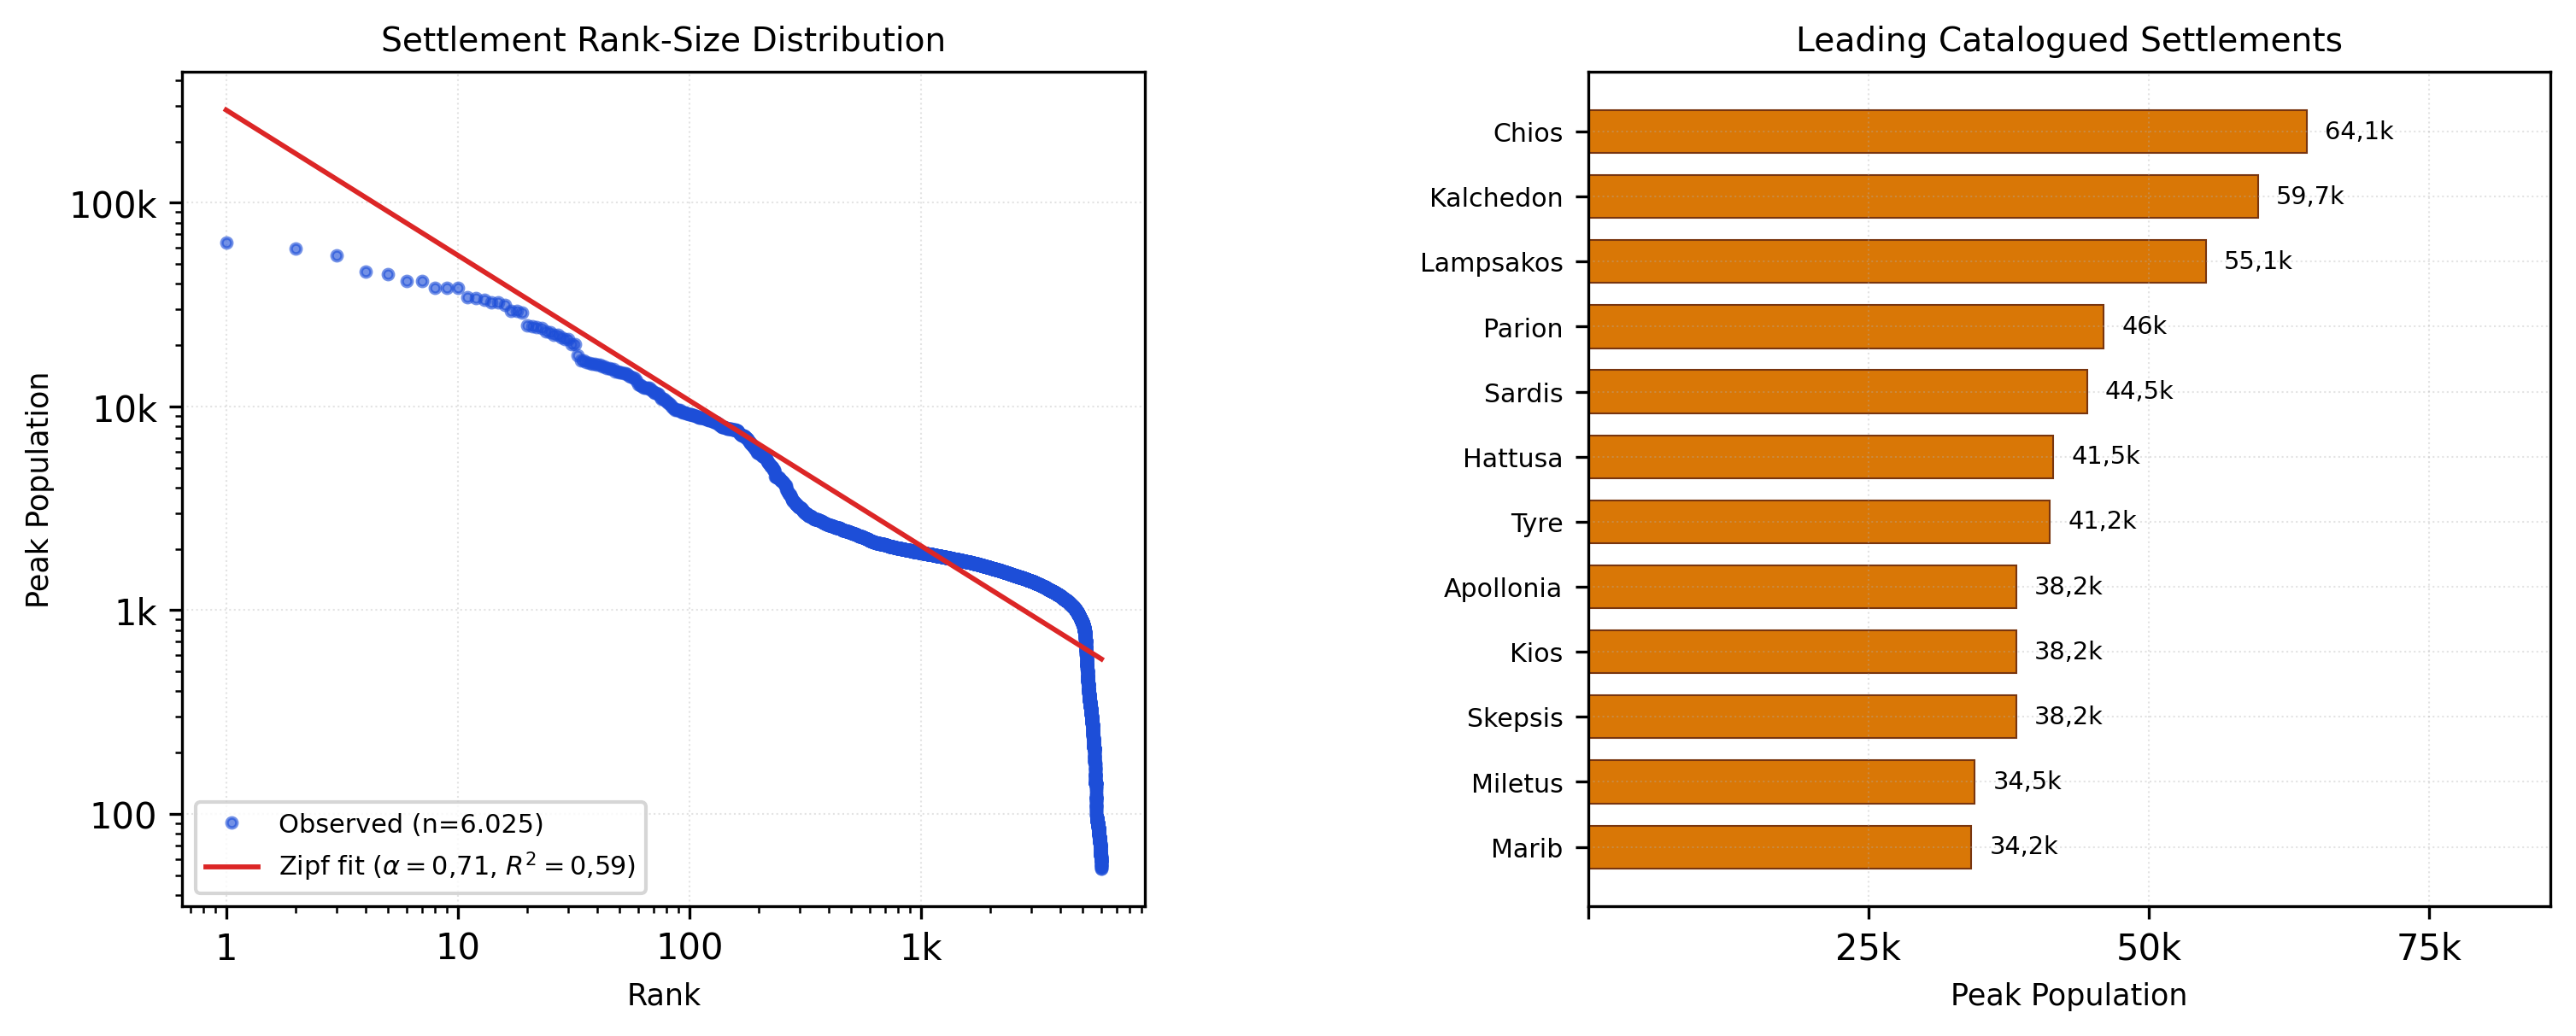 Settlement Rank-Size Distribution
Peak Population
100k
10k
1k
100
Observed (n=6.025)
Zipf fit (α = 0,71, R² = 0,59)
1
10
100
1k
Rank
Leading Catalogued Settlements
Chios
64,1k
Kalchedon
59,7k
Lampsakos
55,1k
Parion
46k
Sardis
44,5k
Hattusa
41,5k
Tyre
41,2k
Apollonia
38,2k
Kios
38,2k
Skepsis
38,2k
Miletus
34,5k
Marib
34,2k
25k
50k
75k
Peak Population